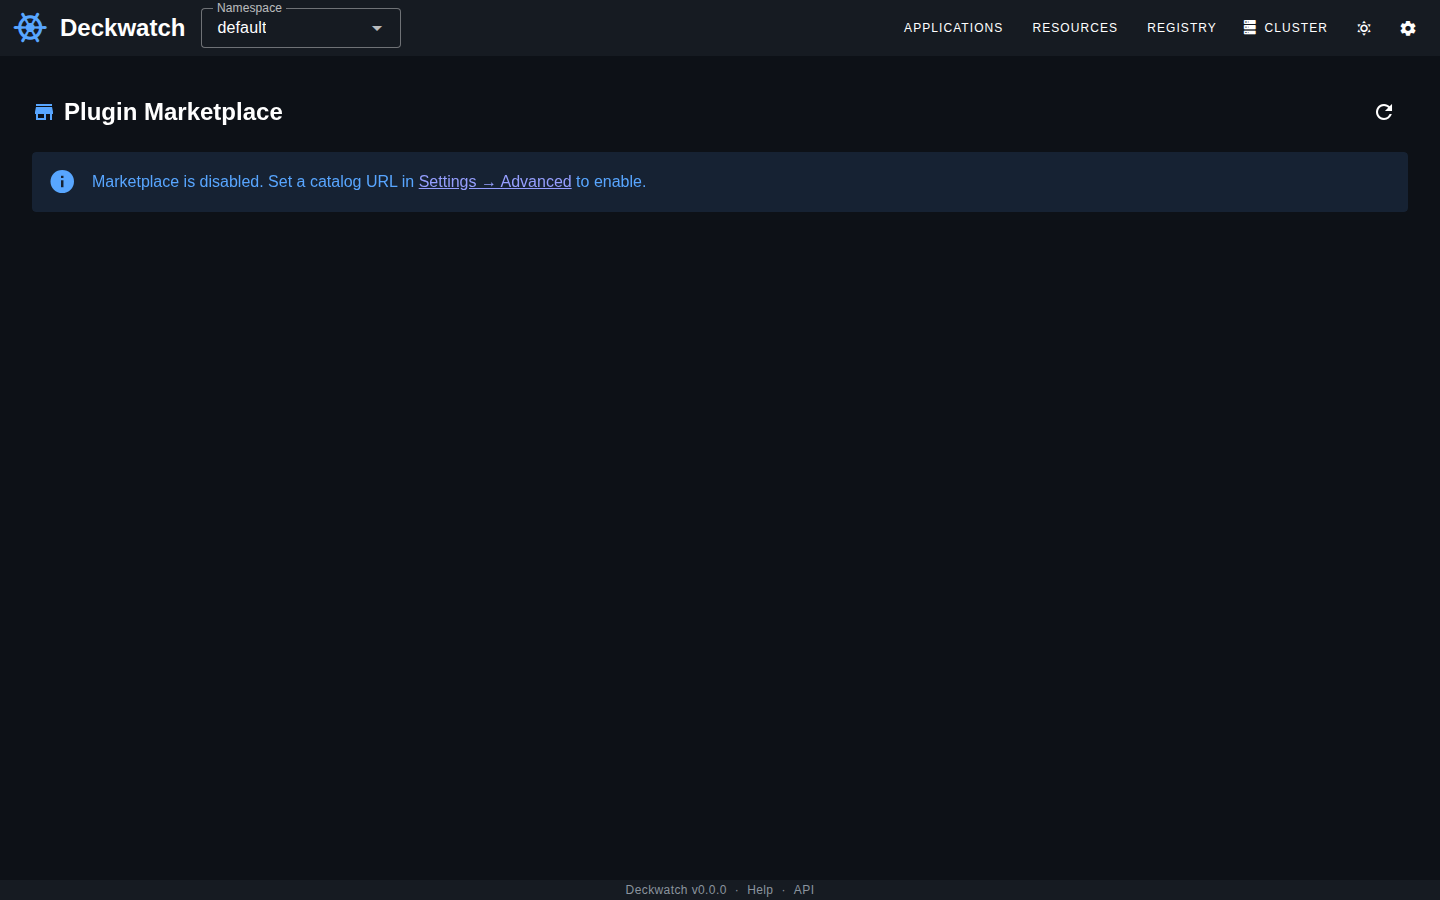 Deckwatch
Namespace
default
APPLICATIONS
RESOURCES
REGISTRY
CLUSTER
Plugin Marketplace
Marketplace is disabled. Set a catalog URL in Settings → Advanced to enable.
Deckwatch v0.0.0 · Help · API